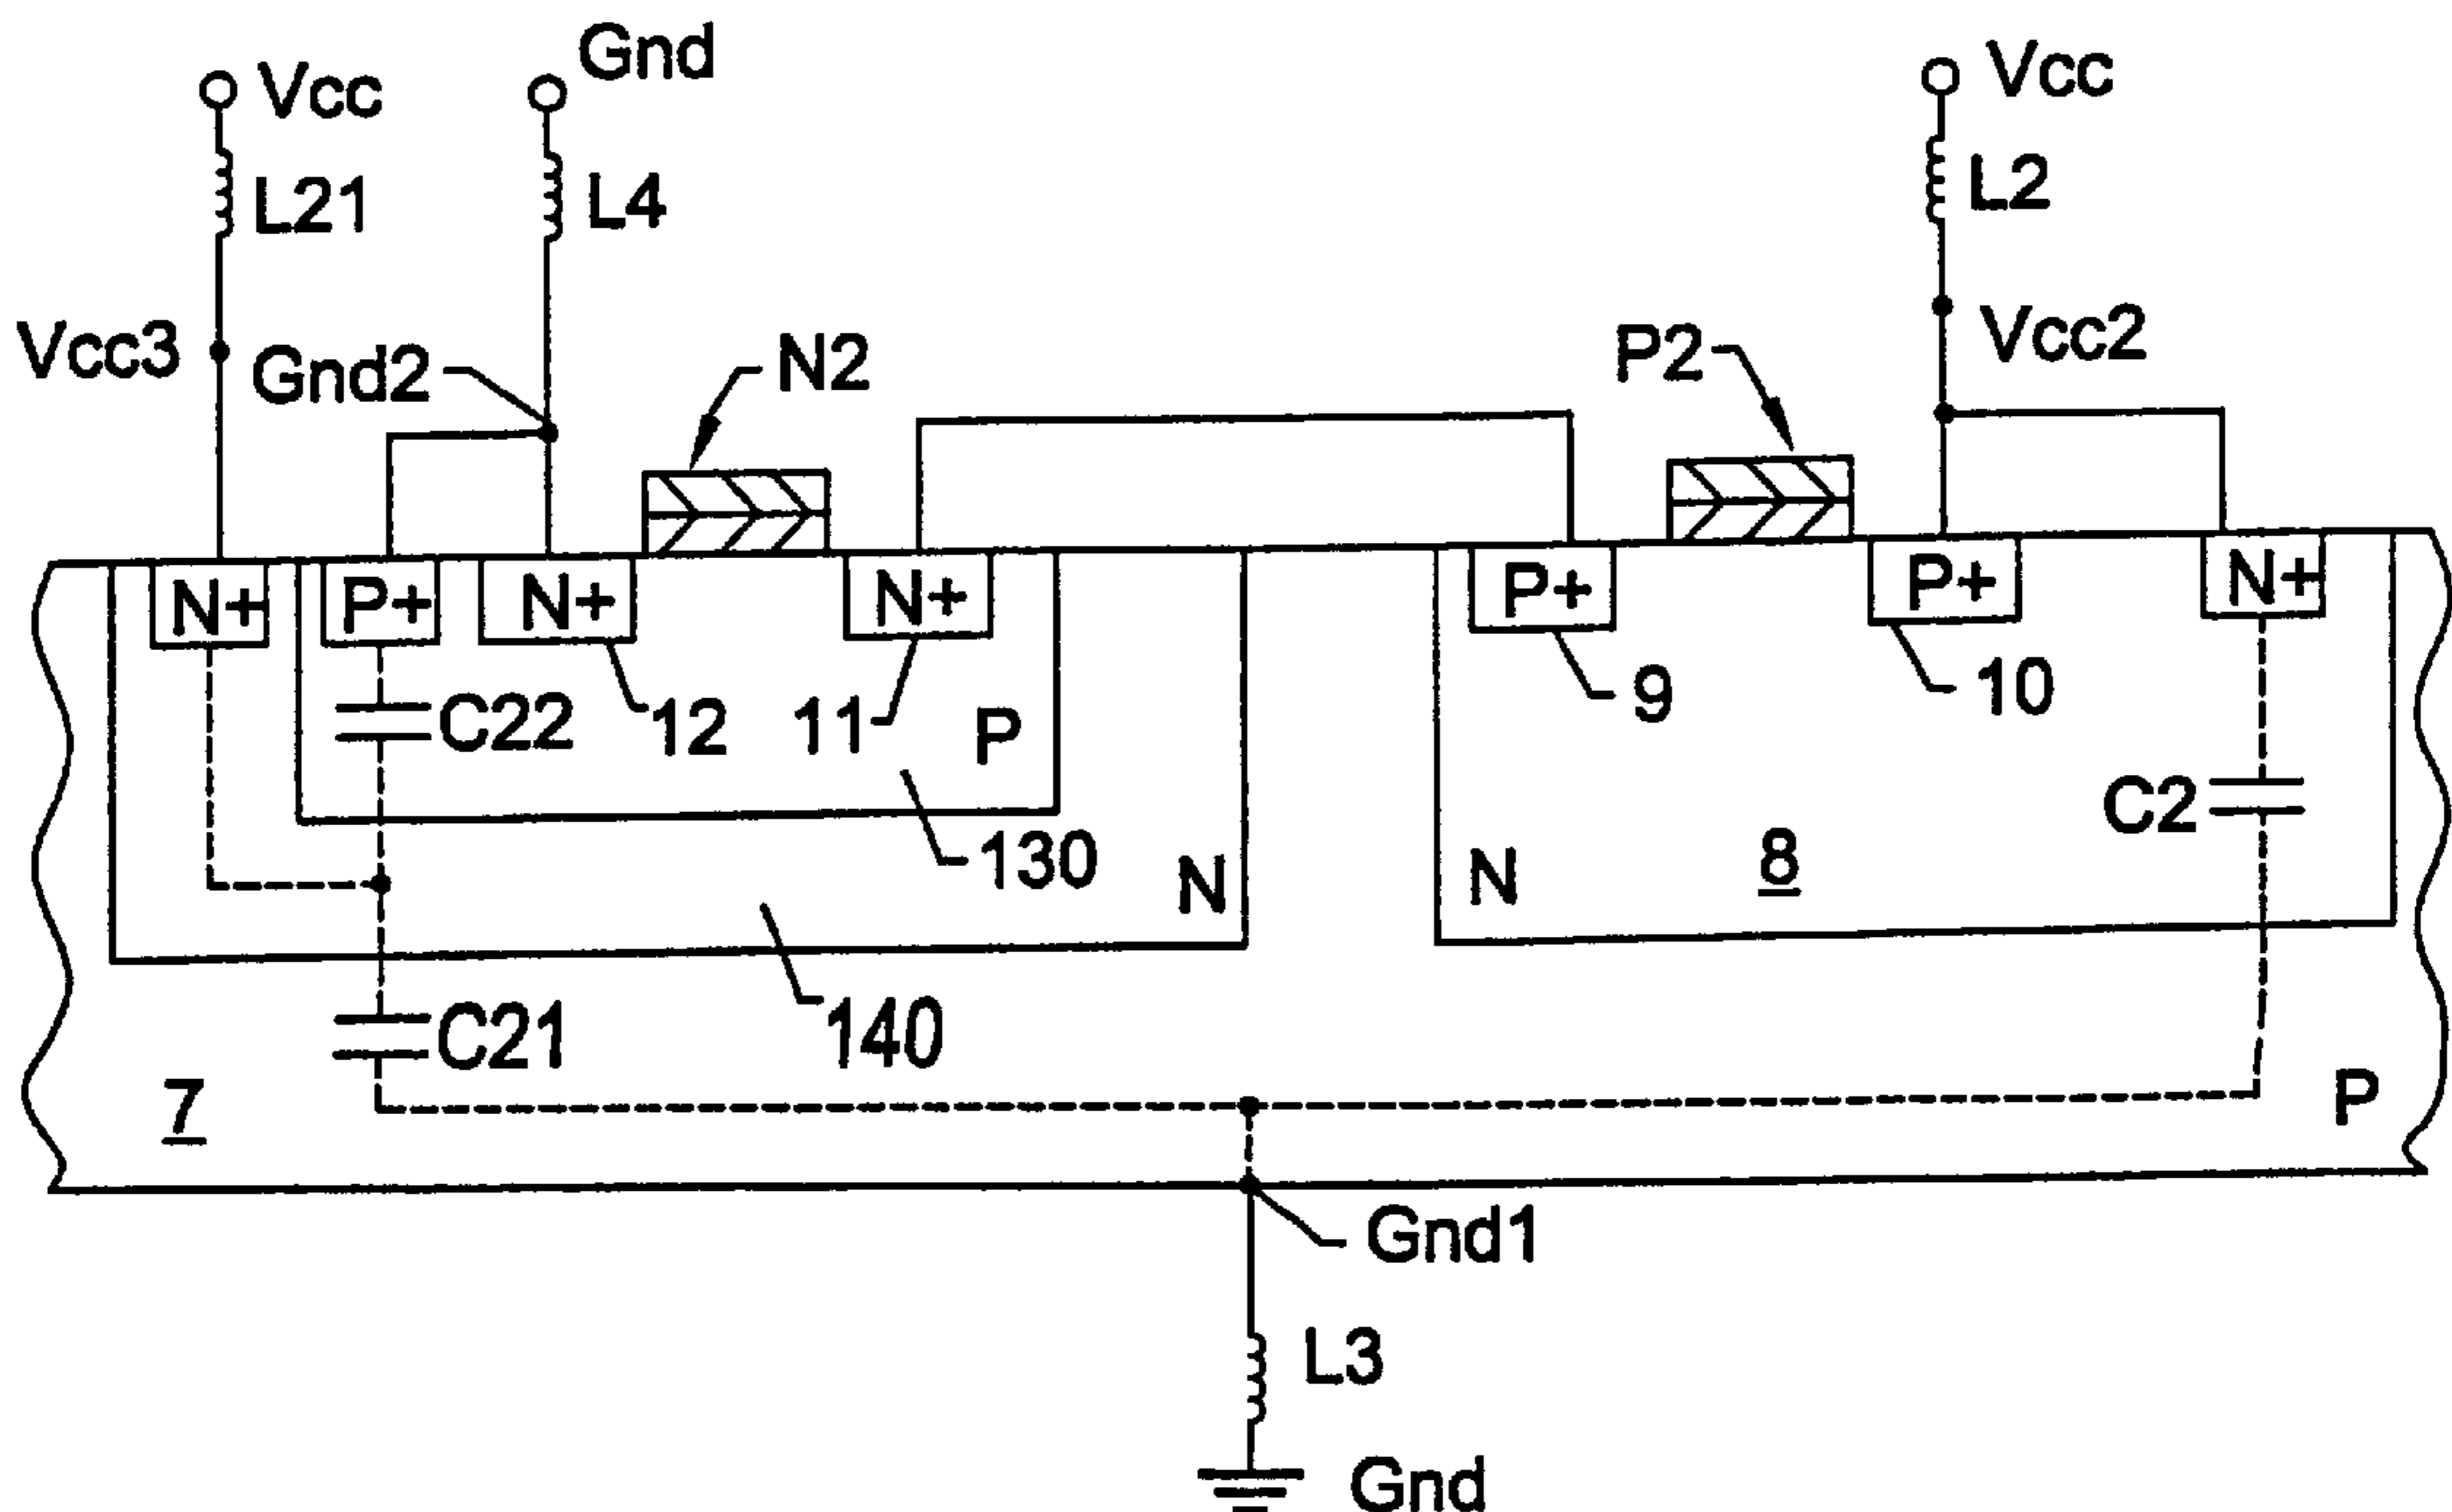 Vcc
Gnd
Vcc
L21
L4
L2
Vcc3
Gnd2
N2
P2
Vcc2
N+
P+
N+
N+
P+
P+
N+
C22
12
11
P
9
10
C2
130
N
N
8
C21
140
7
P
Gnd1
L3
Gnd